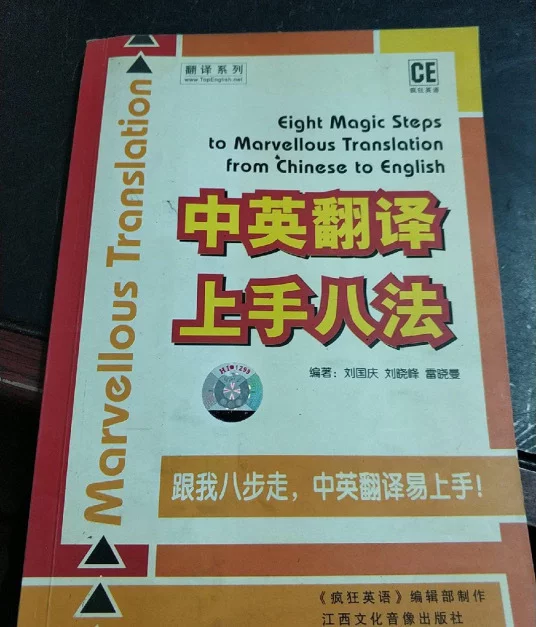 翻译系列
www.TopEnglish.net
CE
疯狂英语
Eight Magic Steps
to Marvellous Translation
from Chinese to English
中英翻译
上手八法
编著：刘国庆 刘晓峰 雷晓曼
Marvellous Translation
跟我八步走，中英翻译易上手！
《疯狂英语》编辑部制作
江西文化音像出版社